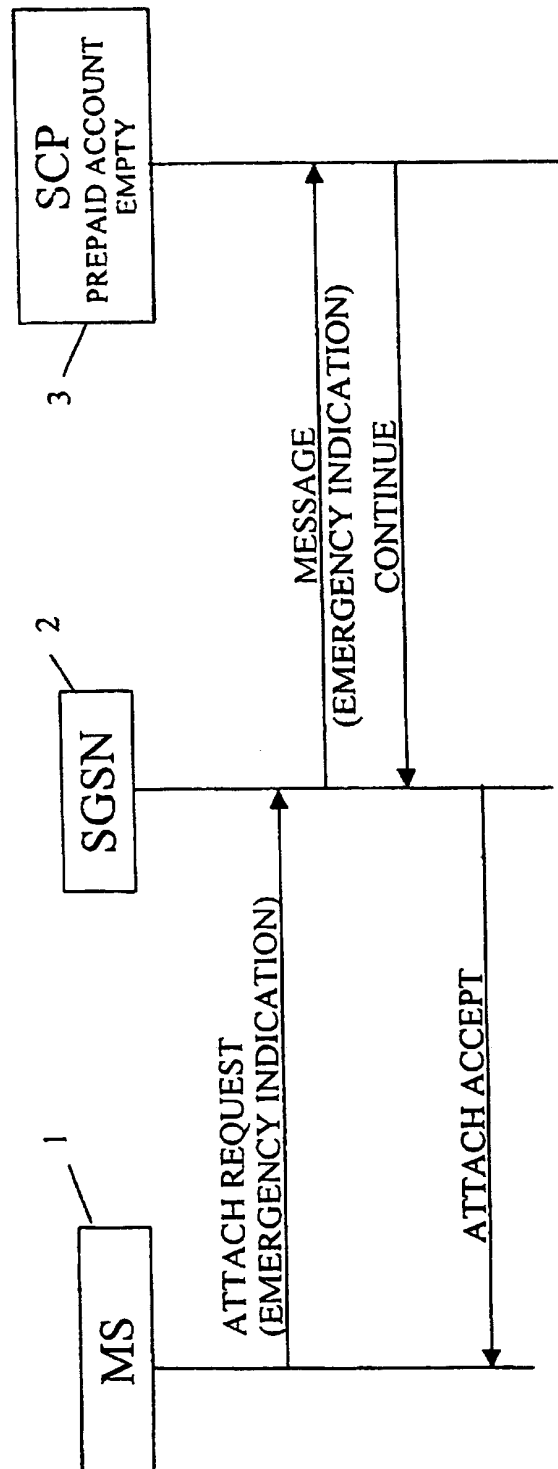 MS
1
SGSN
2
SCP
PREPAID ACCOUNT
EMPTY
3
ATTACH REQUEST
(EMERGENCY INDICATION)
MESSAGE
(EMERGENCY INDICATION)
CONTINUE
ATTACH ACCEPT